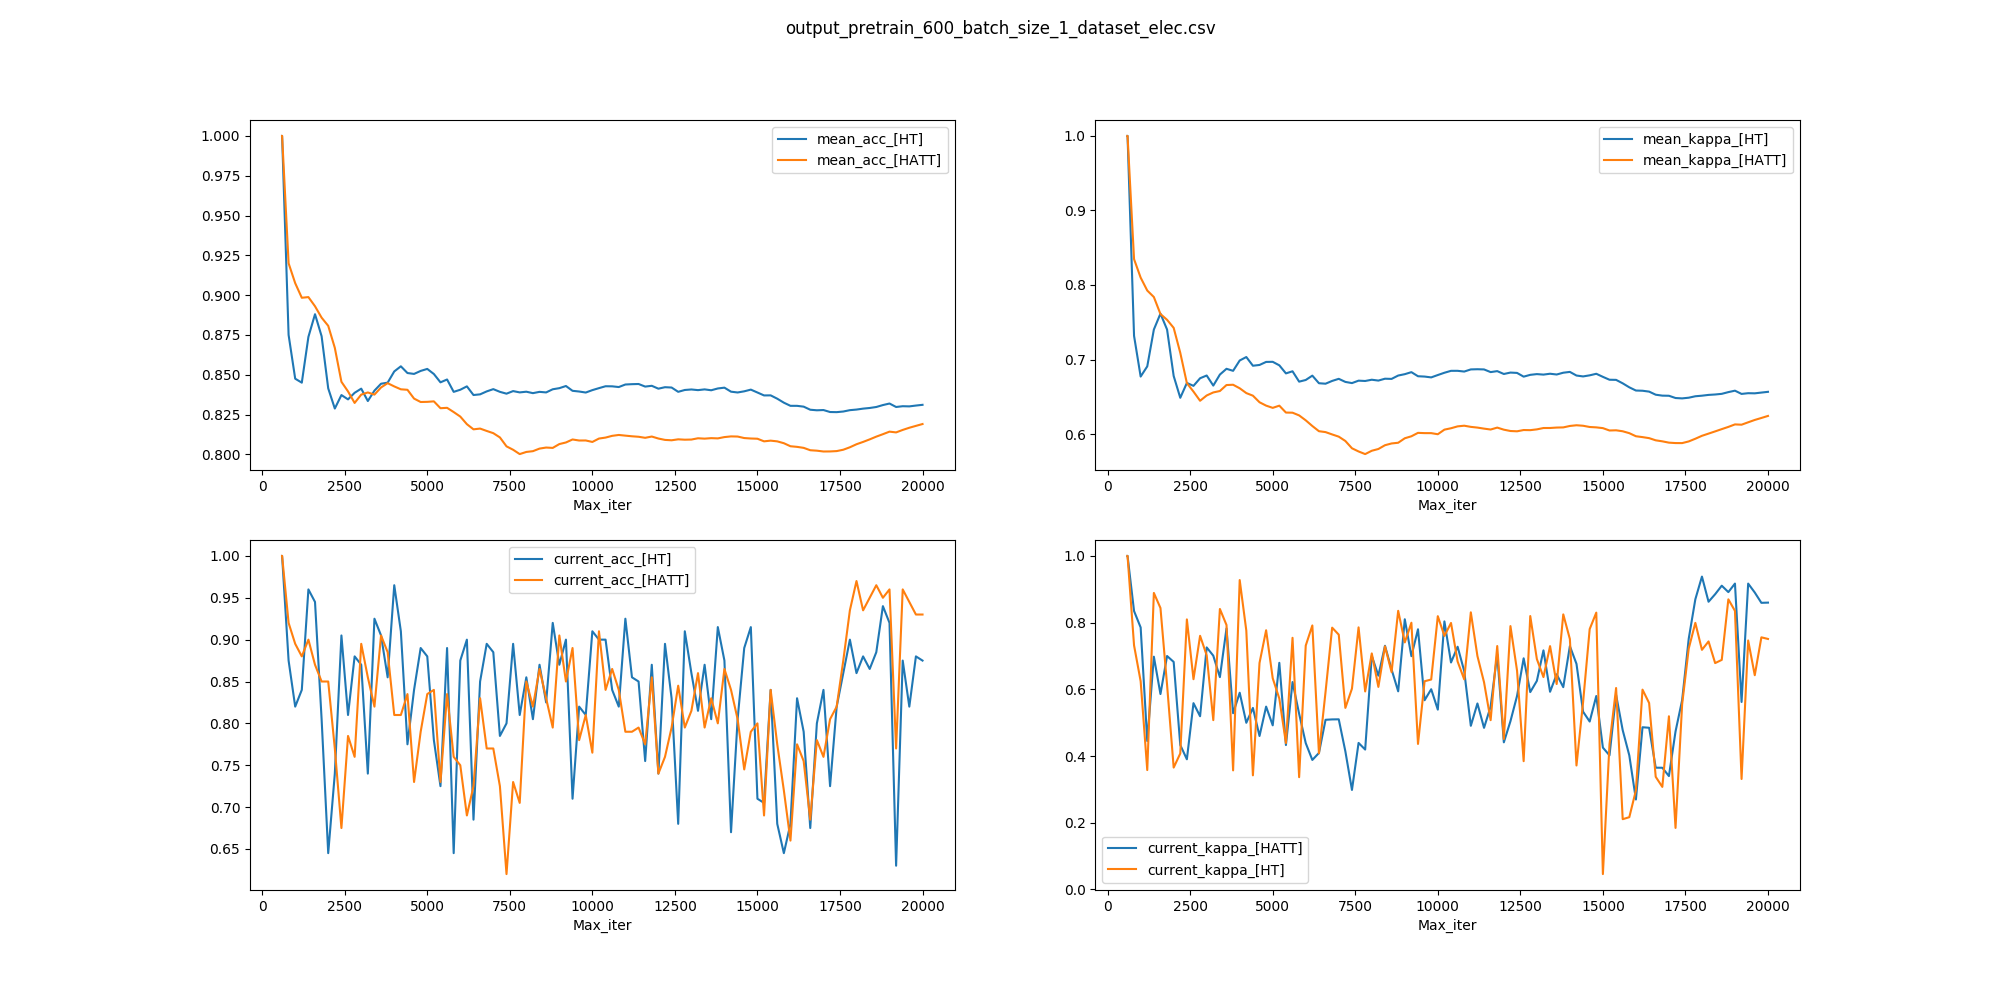 output_pretrain_600_batch_size_1_dataset_elec.csv
mean_acc_[HT]
mean_acc_[HATT]
1.000
0.975
0.950
0.925
0.900
0.875
0.850
0.825
0.800
0 2500 5000 7500 10000 12500 15000 17500 20000
Max_iter
mean_kappa_[HT]
mean_kappa_[HATT]
1.0
0.9
0.8
0.7
0.6
0 2500 5000 7500 10000 12500 15000 17500 20000
Max_iter
current_acc_[HT]
current_acc_[HATT]
1.00
0.95
0.90
0.85
0.80
0.75
0.70
0.65
0 2500 5000 7500 10000 12500 15000 17500 20000
Max_iter
1.0
0.8
0.6
0.4
0.2
0.0
current_kappa_[HATT]
current_kappa_[HT]
0 2500 5000 7500 10000 12500 15000 17500 20000
Max_iter